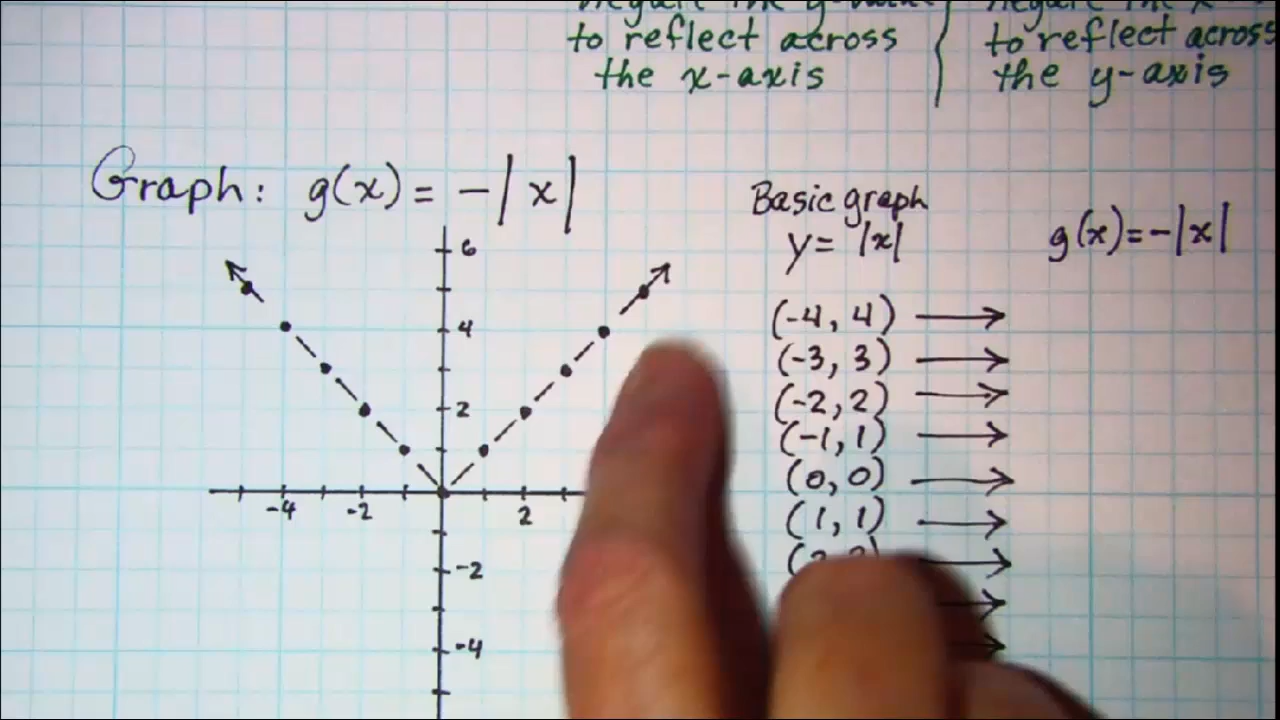 to reflect across
the x-axis
to reflect across
the y-axis
Graph: g(x) = -|x|
Basic graph
y = |x|
g(x) = -|x|
(-4, 4) →
(-3, 3) →
(-2, 2) →
(-1, 1) →
(0, 0) →
(1, 1) →
6
4
2
-4 -2 2
-2
-4